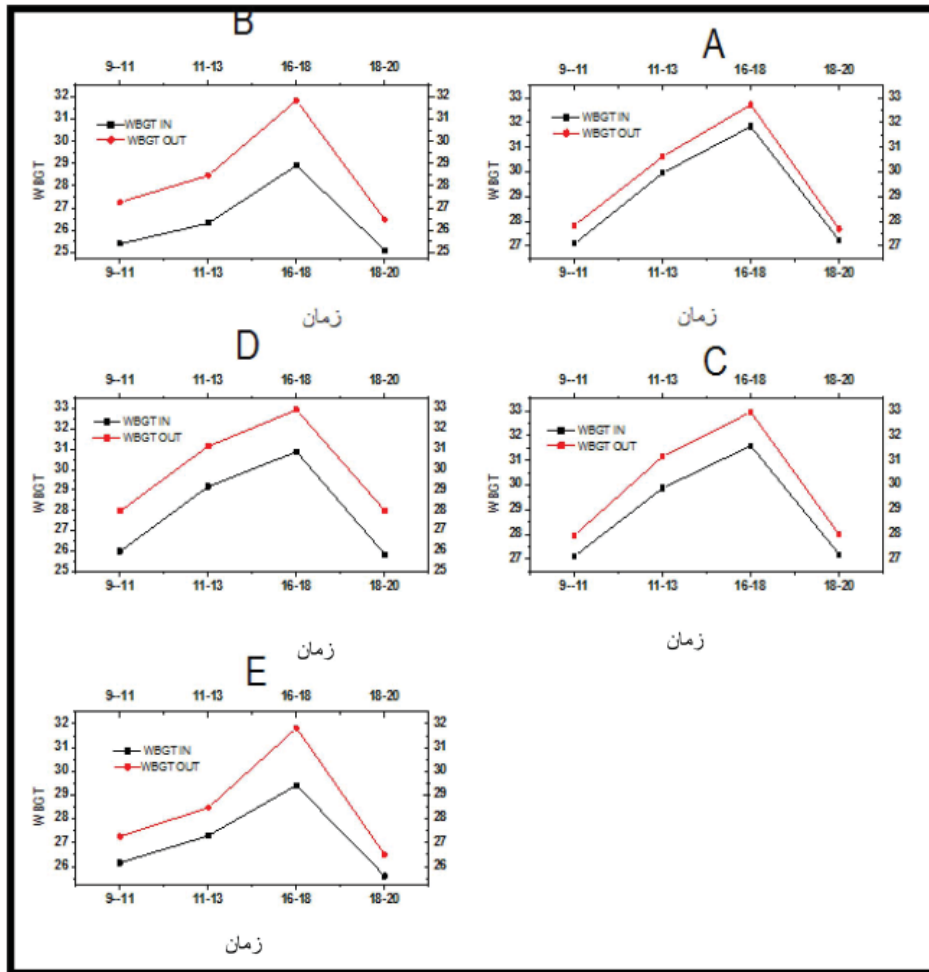 B
9--11 11-13 16-18 18-20
32 32
31 31
30 30
29 29
28 28
27 27
26 26
25 25
WBGT
WBGT IN
WBGT OUT
9--11 11-13 16-18 18-20
زمان
A
9--11 11-13 16-18 18-20
33 33
32 32
31 31
30 30
29 29
28 28
27 27
WBGT
WBGT IN
WBGT OUT
9--11 11-13 16-18 18-20
زمان
D
9--11 11-13 16-18 18-20
33 33
32 32
31 31
30 30
29 29
28 28
27 27
26 26
25 25
WBGT
WBGT IN
WBGT OUT
9--11 11-13 16-18 18-20
زمان
C
9--11 11-13 16-18 18-20
33 33
32 32
31 31
30 30
29 29
28 28
27 27
WBGT
WBGT IN
WBGT OUT
9--11 11-13 16-18 18-20
زمان
E
9--11 11-13 16-18 18-20
32 32
31 31
30 30
29 29
28 28
27 27
26 26
WBGT
WBGT IN
WBGT OUT
9--11 11-13 16-18 18-20
زمان